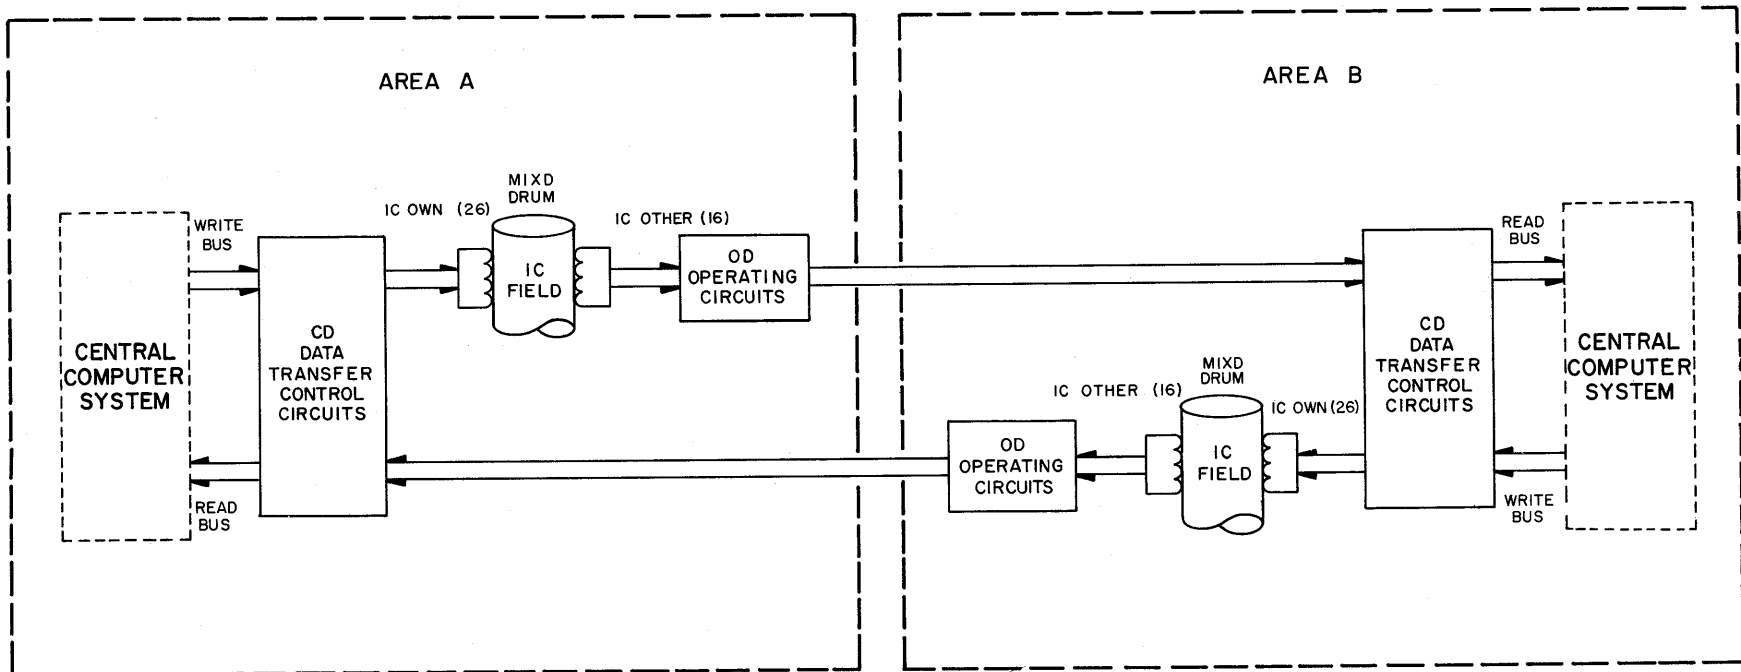 AREA A
AREA B
MIXD
DRUM
IC OWN (26)
IC OTHER (16)
WRITE
BUS
IC
FIELD
OD
OPERATING
CIRCUITS
CD
DATA
TRANSFER
CONTROL
CIRCUITS
CENTRAL
COMPUTER
SYSTEM
READ
BUS
READ
BUS
CD
DATA
TRANSFER
CONTROL
CIRCUITS
CENTRAL
COMPUTER
SYSTEM
MIXD
DRUM
IC OTHER (16)
IC OWN (26)
OD
OPERATING
CIRCUITS
IC
FIELD
WRITE
BUS